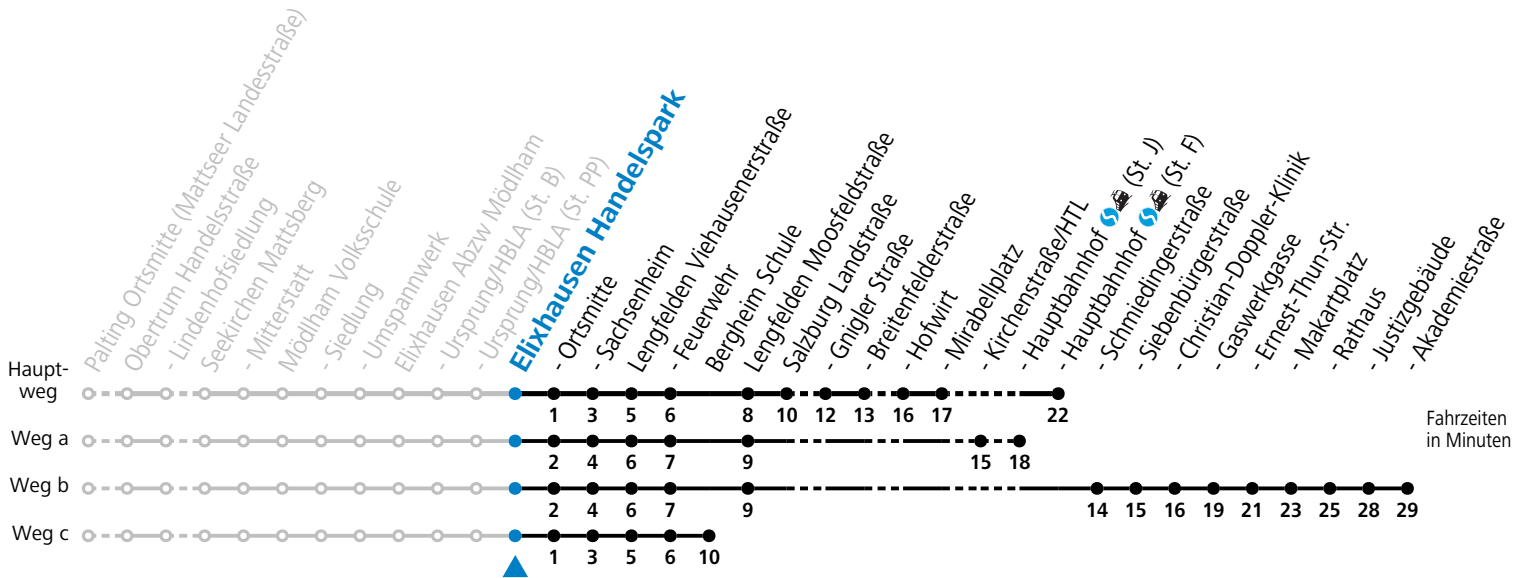 Palting Ortsmitte (Mattseer Landesstraße)
Obertrum Handelsstraße
- Lindenhofsiedlung
Seekirchen Mattsberg
- Mitterstatt
Mödlham Volksschule
- Siedlung
- Umspannwerk
Elixhausen Abzw Mödlham
- Ursprung/HBLA (St. B)
- Ursprung/HBLA (St. PP)
Elixhausen Handelspark
- Ortsmitte
- Sachsenheim
Lengfelden Viehausenerstraße
- Feuerwehr
Bergheim Schule
Lengfelden Moosfeldstraße
Salzburg Landstraße
- Gnigler Straße
- Breitenfelderstraße
- Hofwirt
- Mirabellplatz
- Kirchenstraße/HTL
- Hauptbahnhof (St. J)
- Hauptbahnhof (St. F)
- Schmiedingerstraße
- Siebenbürgerstraße
- Christian-Doppler-Klinik
- Gaswerkgasse
- Ernest-Thun-Str.
- Makartplatz
- Rathaus
- Justizgebäude
- Akademiestraße
Haupt-
weg
1 3 5 6 8 10 12 13 16 17 22
Fahrzeiten
in Minuten
Weg a
2 4 6 7 9 15 18
Weg b
2 4 6 7 9 14 15 16 19 21 23 25 28 29
Weg c
1 3 5 6 10